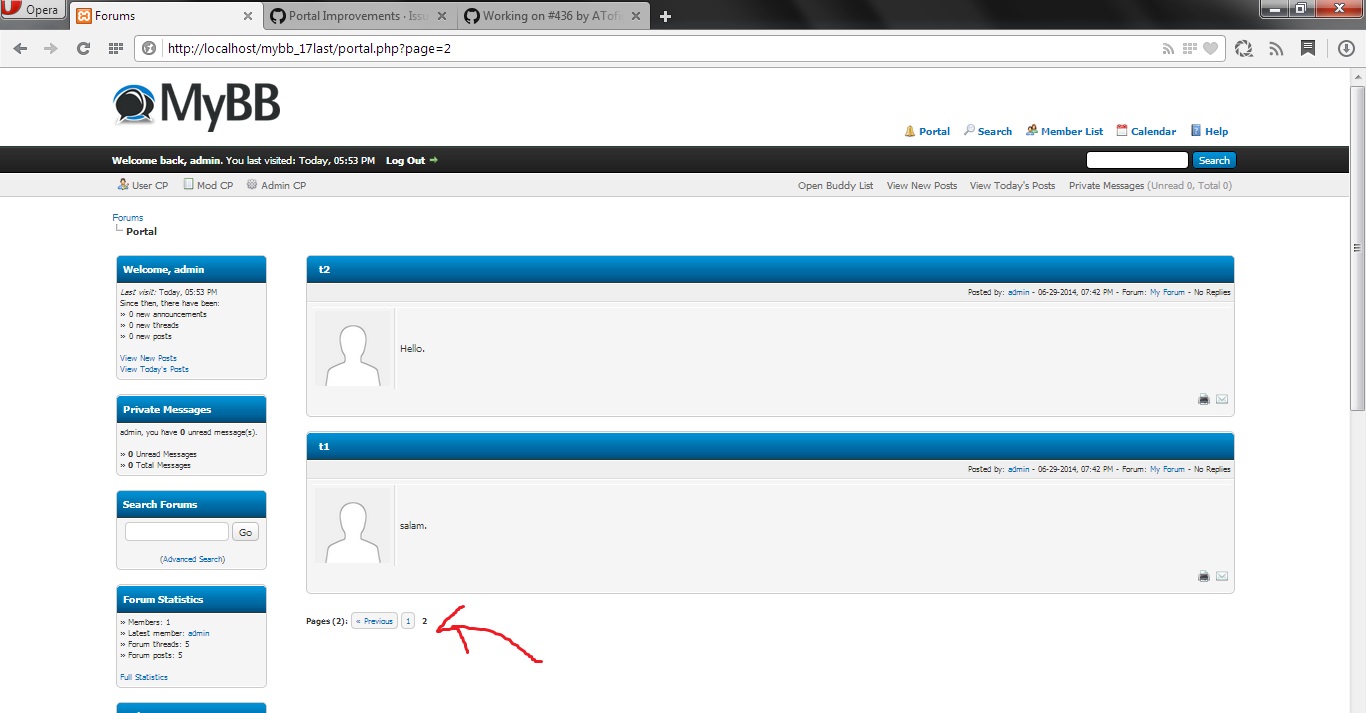 Opera
Forums
Portal Improvements · Issu
Working on #436 by ATofi
http://localhost/mybb_17last/portal.php?page=2
MyBB
Portal Search Member List Calendar Help
Welcome back, admin. You last visited: Today, 05:53 PM Log Out
Search
User CP Mod CP Admin CP
Open Buddy List View New Posts View Today's Posts Private Messages (Unread 0, Total 0)
Forums
Portal
Welcome, admin
Last visit: Today, 05:53 PM
Since then, there have been:
» 0 new announcements
» 0 new threads
» 0 new posts
View New Posts
View Today's Posts
Private Messages
admin, you have 0 unread message(s).
» 0 Unread Messages
» 0 Total Messages
Search Forums
Go
(Advanced Search)
Forum Statistics
» Members: 1
» Latest member: admin
» Forum threads: 5
» Forum posts: 5
Full Statistics
t2
Posted by: admin - 06-29-2014, 07:42 PM - Forum: My Forum - No Replies
Hello.
t1
Posted by: admin - 06-29-2014, 07:42 PM - Forum: My Forum - No Replies
salam.
Pages (2): « Previous 1 2